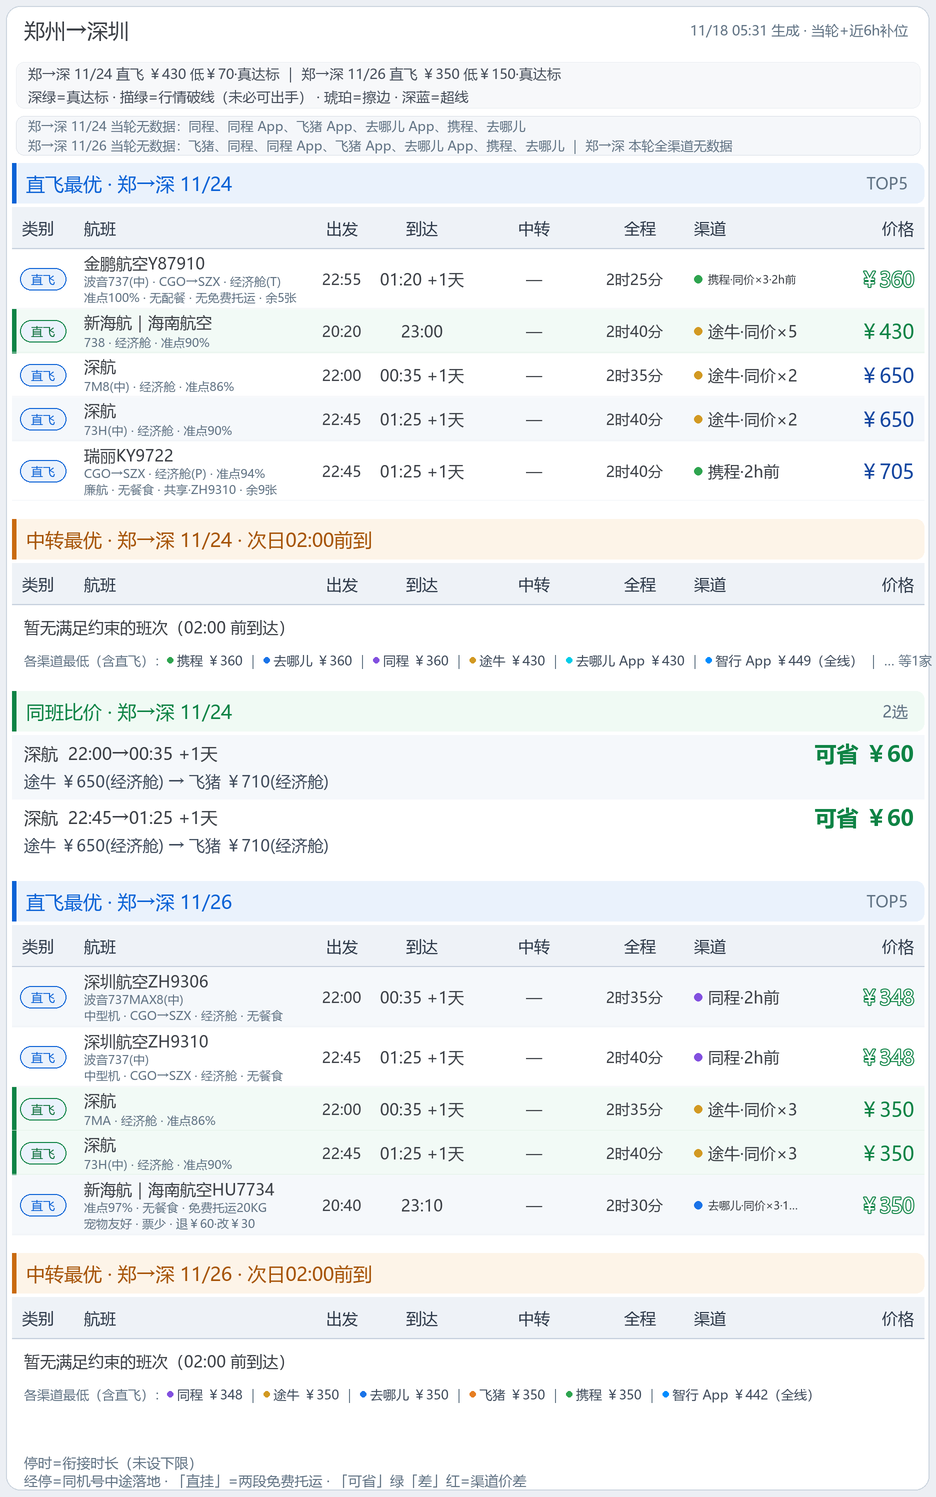 郑州→深圳
11/18 05:31 生成 · 当轮+近6h补位
郑→深 11/24 直飞 ￥430 低￥70·真达标 | 郑→深 11/26 直飞 ￥350 低￥150·真达标
深绿=真达标 · 描绿=行情破线（未必可出手） · 琥珀=擦边 · 深蓝=超线
郑→深 11/24 当轮无数据：同程、同程 App、飞猪 App、去哪儿 App、携程、去哪儿
郑→深 11/26 当轮无数据：飞猪、同程、同程 App、飞猪 App、去哪儿 App、携程、去哪儿 | 郑→深 本轮全渠道无数据
直飞最优 · 郑→深 11/24 TOP5
类别 航班 出发 到达 中转 全程 渠道 价格
金鹏航空Y87910
直飞 波音737(中) · CGO→SZX · 经济舱(T) 22:55 01:20 +1天 — 2时25分 携程·同价×3·2h前 ￥360
准点100% · 无配餐 · 无免费托运 · 余5张
直飞 新海航 | 海南航空 20:20 23:00 — 2时40分 途牛·同价×5 ￥430
738 · 经济舱 · 准点90%
直飞 深航 22:00 00:35 +1天 — 2时35分 途牛·同价×2 ￥650
7M8(中) · 经济舱 · 准点86%
直飞 深航 22:45 01:25 +1天 — 2时40分 途牛·同价×2 ￥650
73H(中) · 经济舱 · 准点90%
瑞丽KY9722
直飞 CGO→SZX · 经济舱(P) · 准点94% 22:45 01:25 +1天 — 2时40分 携程·2h前 ￥705
廉航 · 无餐食 · 共享·ZH9310 · 余9张
中转最优 · 郑→深 11/24 · 次日02:00前到
类别 航班 出发 到达 中转 全程 渠道 价格
暂无满足约束的班次（02:00 前到达）
各渠道最低（含直飞）： 携程 ￥360 | 去哪儿 ￥360 | 同程 ￥360 | 途牛 ￥430 | 去哪儿 App ￥430 | 智行 App ￥449（全线） | … 等1家
同班比价 · 郑→深 11/24 2选
深航 22:00→00:35 +1天 可省 ￥60
途牛 ￥650(经济舱) → 飞猪 ￥710(经济舱)
深航 22:45→01:25 +1天 可省 ￥60
途牛 ￥650(经济舱) → 飞猪 ￥710(经济舱)
直飞最优 · 郑→深 11/26 TOP5
类别 航班 出发 到达 中转 全程 渠道 价格
深圳航空ZH9306
直飞 波音737MAX8(中) 22:00 00:35 +1天 — 2时35分 同程·2h前 ￥348
中型机 · CGO→SZX · 经济舱 · 无餐食
深圳航空ZH9310
直飞 波音737(中) 22:45 01:25 +1天 — 2时40分 同程·2h前 ￥348
中型机 · CGO→SZX · 经济舱 · 无餐食
直飞 深航 22:00 00:35 +1天 — 2时35分 途牛·同价×3 ￥350
7MA · 经济舱 · 准点86%
直飞 深航 22:45 01:25 +1天 — 2时40分 途牛·同价×3 ￥350
73H(中) · 经济舱 · 准点90%
新海航 | 海南航空HU7734
直飞 准点97% · 无餐食 · 免费托运20KG 20:40 23:10 — 2时30分 去哪儿·同价×3·1… ￥350
宠物友好 · 票少 · 退￥60·改￥30
中转最优 · 郑→深 11/26 · 次日02:00前到
类别 航班 出发 到达 中转 全程 渠道 价格
暂无满足约束的班次（02:00 前到达）
各渠道最低（含直飞）： 同程 ￥348 | 途牛 ￥350 | 去哪儿 ￥350 | 飞猪 ￥350 | 携程 ￥350 | 智行 App ￥442（全线）
停时=衔接时长（未设下限）
经停=同机号中途落地 · 「直挂」=两段免费托运 · 「可省」绿「差」红=渠道价差